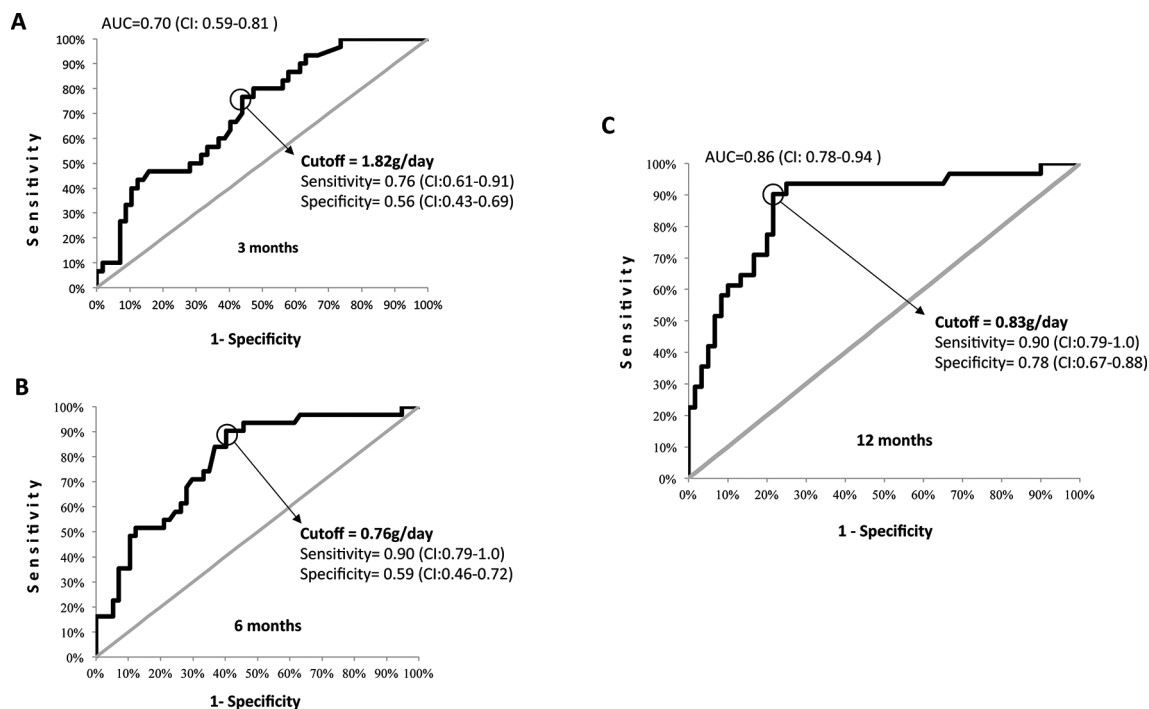 A
AUC=0.70 (CI: 0.59-0.81 )
100%
90%
80%
70%
60%
50%
40%
30%
20%
10%
0%
Sensitivity
Cutoff = 1.82g/day
Sensitivity= 0.76 (CI:0.61-0.91)
Specificity= 0.56 (CI:0.43-0.69)
3 months
0% 10% 20% 30% 40% 50% 60% 70% 80% 90% 100%
1- Specificity
B
100%
90%
80%
70%
60%
50%
40%
30%
20%
10%
0%
Sensitivity
Cutoff = 0.76g/day
Sensitivity= 0.90 (CI:0.79-1.0)
Specificity= 0.59 (CI:0.46-0.72)
6 months
0% 10% 20% 30% 40% 50% 60% 70% 80% 90% 100%
1- Specificity
C
AUC=0.86 (CI: 0.78-0.94 )
100%
90%
80%
70%
60%
50%
40%
30%
20%
10%
0%
Sensitivity
Cutoff = 0.83g/day
Sensitivity= 0.90 (CI:0.79-1.0)
Specificity= 0.78 (CI:0.67-0.88)
12 months
0% 10% 20% 30% 40% 50% 60% 70% 80% 90% 100%
1 - Specificity